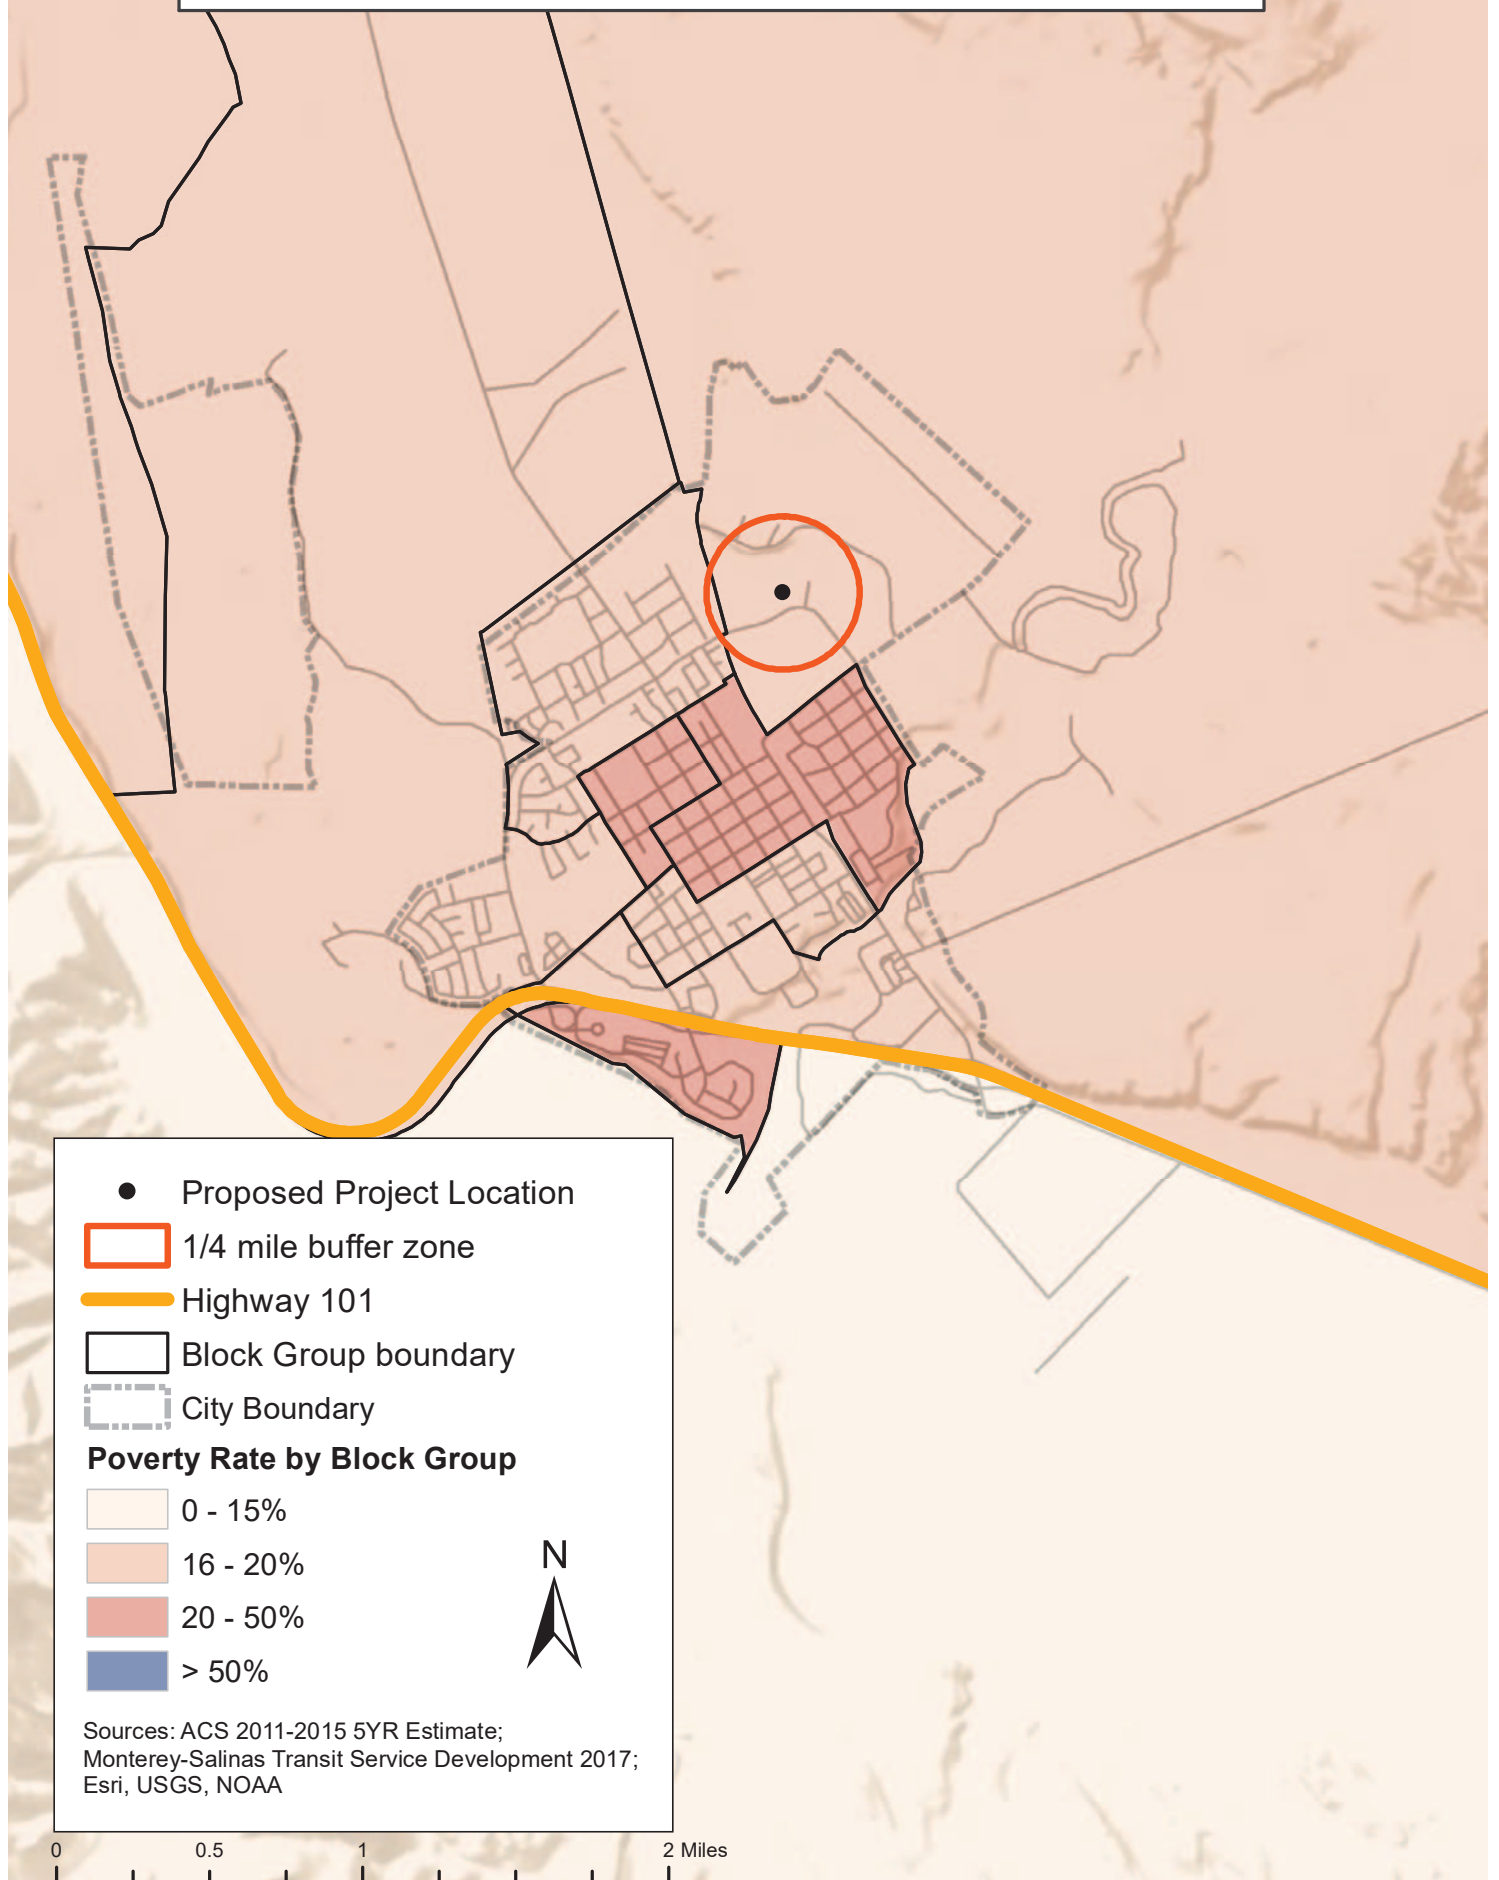 Proposed Project Location
1/4 mile buffer zone
Highway 101
Block Group boundary
City Boundary
Poverty Rate by Block Group
0 - 15%
16 - 20%
20 - 50%
> 50%
N
Sources: ACS 2011-2015 5YR Estimate;
Monterey-Salinas Transit Service Development 2017;
Esri, USGS, NOAA
0 0.5 1 2 Miles